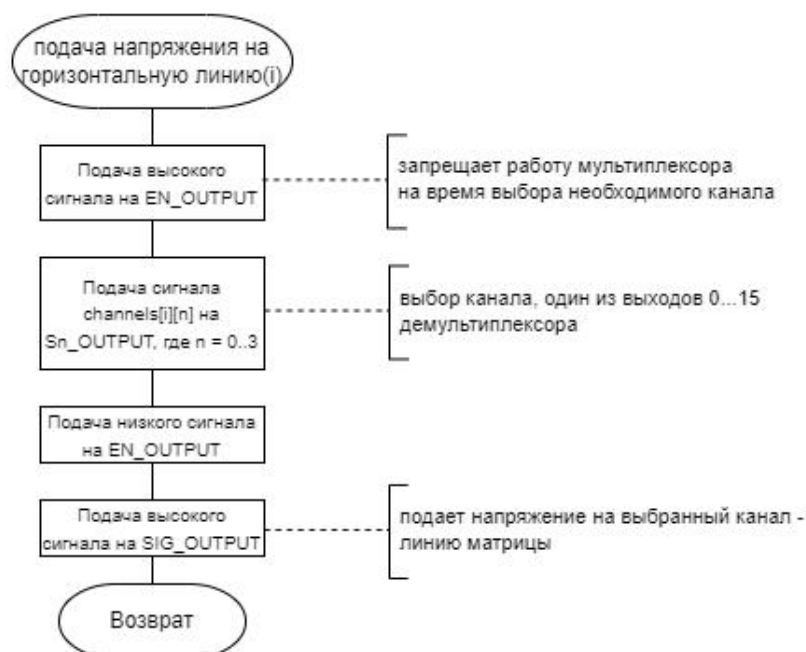 подача напряжения на
горизонтальную линию(i)
Подача высокого
сигнала на EN_OUTPUT
запрещает работу мультиплексора
на время выбора необходимого канала
Подача сигнала
channels[i][n] на
Sn_OUTPUT, где n = 0..3
выбор канала, один из выходов 0...15
демультиплексора
Подача низкого сигнала
на EN_OUTPUT
Подача высокого
сигнала на SIG_OUTPUT
подает напряжение на выбранный канал -
линию матрицы
Возврат